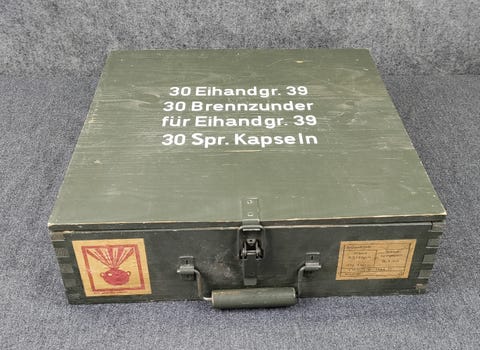 30 Eihandgr. 39
30 Brennzunder
für Eihandgr. 39
30 Spr. Kapseln